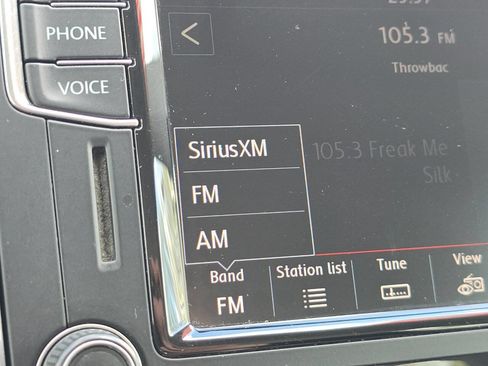 PHONE
VOICE
105.3 FM
Throwbac
SiriusXM
105.3 Freak Me
Silk
FM
AM
Band
FM
Station list
Tune
View